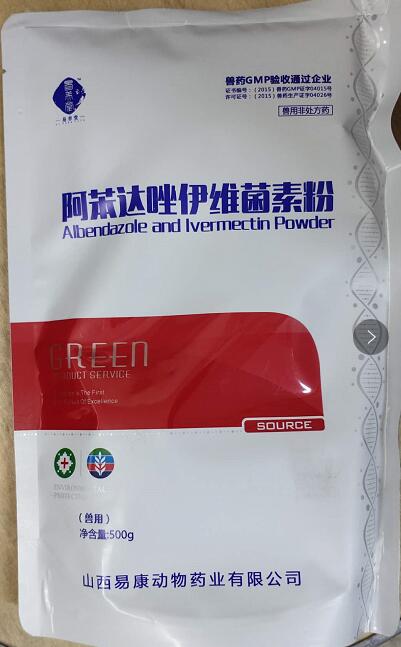 兽药GMP验收通过企业
证书编号：（2015）兽药GMP证字04015号
许可证号：（2015）兽药生产证字04026号
兽用非处方药
阿苯达唑伊维菌素粉
Albendazole and Ivermectin Powder
GREEN
PRODUCT SERVICE
The First
Of Excellence
SOURCE
（兽用）
净含量:500g
山西易康动物药业有限公司